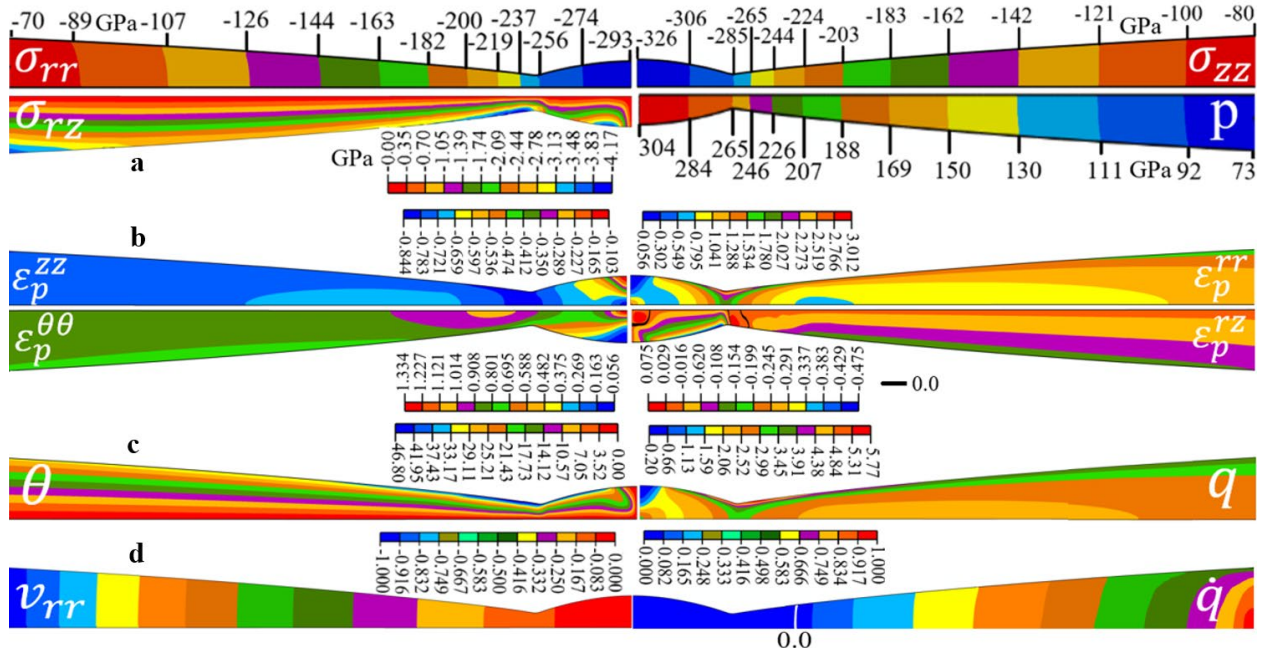 -70 -89 GPa -107 -126 -144 -163 -182 -200 -219 -237 -256 -274 -293
-326 -306 -285 -265 -244 -224 -203 -183 -162 -142 -121 GPa -100 -80
σrr
σzz
σrz
p
304 284 265 246 226 207 188 169 150 130 111 GPa 92 73
a
GPa
-0.00 -0.35 -0.70 -1.05 -1.39 -1.74 -2.09 -2.44 -2.78 -3.13 -3.48 -3.83 -4.17
b
-0.844 -0.783 -0.721 -0.659 -0.597 -0.536 -0.474 -0.412 -0.350 -0.289 -0.227 -0.165 -0.103
0.056 0.302 0.549 0.795 1.041 1.288 1.534 1.780 2.027 2.273 2.519 2.766 3.012
εpzz
εprr
εpθθ
εprz
1.334 1.227 1.121 1.014 0.908 0.801 0.695 0.588 0.482 0.375 0.269 0.163 0.056
0.075 0.029 -0.016 -0.062 -0.108 -0.154 -0.199 -0.245 -0.291 -0.337 -0.383 -0.429 -0.475
0.0
c
46.80 41.95 37.43 33.17 29.11 25.21 21.43 17.73 14.12 10.57 7.05 3.52 0.00
0.20 0.66 1.13 1.59 2.06 2.52 2.99 3.45 3.91 4.38 4.84 5.31 5.77
θ
q
d
-1.000 -0.916 -0.832 -0.749 -0.667 -0.583 -0.500 -0.416 -0.332 -0.250 -0.167 -0.083 0.000
0.000 0.082 0.165 0.248 0.333 0.416 0.498 0.583 0.666 0.749 0.834 0.917 1.000
vrr
q̇
0.0